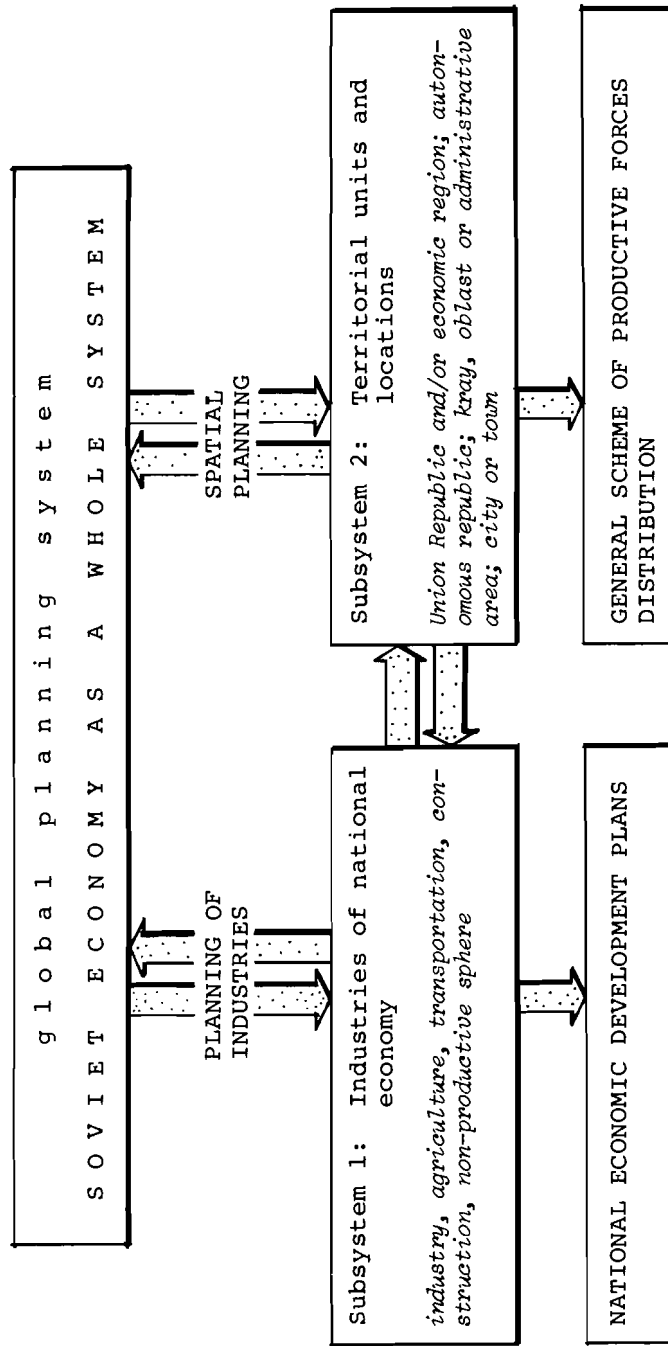 global planning system
SOVIET ECONOMY AS A WHOLE SYSTEM
PLANNING OF
INDUSTRIES
SPATIAL
PLANNING
Subsystem 1: Industries of national
economy
industry, agriculture, transportation, con-
struction, non-productive sphere
Subsystem 2: Territorial units and
locations
Union Republic and/or economic region; auton-
omous republic; kray, oblast or administrative
area; city or town
NATIONAL ECONOMIC DEVELOPMENT PLANS
GENERAL SCHEME OF PRODUCTIVE FORCES
DISTRIBUTION